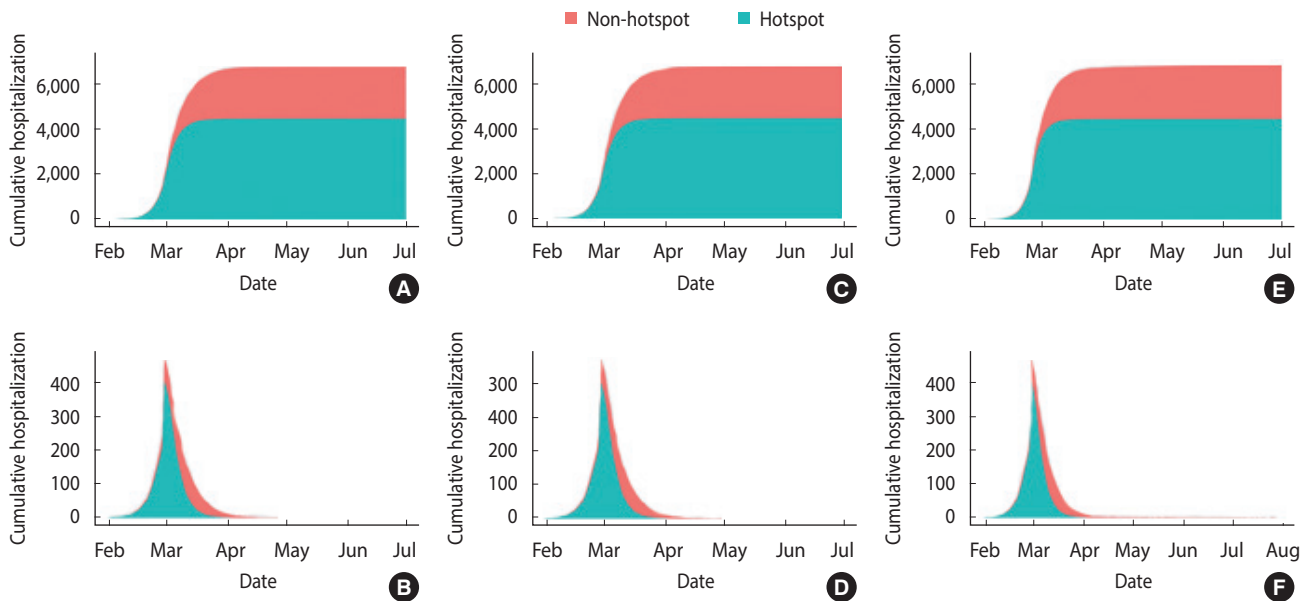 Non-hotspot Hotspot
Cumulative hospitalization
6,000
4,000
2,000
0
Feb Mar Apr May Jun Jul
Date
A
Cumulative hospitalization
6,000
4,000
2,000
0
Feb Mar Apr May Jun Jul
Date
C
Cumulative hospitalization
6,000
4,000
2,000
0
Feb Mar Apr May Jun Jul
Date
E
Cumulative hospitalization
400
300
200
100
0
Feb Mar Apr May Jun Jul
Date
B
Cumulative hospitalization
300
400
200
100
0
Feb Mar Apr May Jun Jul
Date
D
Cumulative hospitalization
400
300
200
100
0
Feb Mar Apr May Jun Jul Aug
Date
F